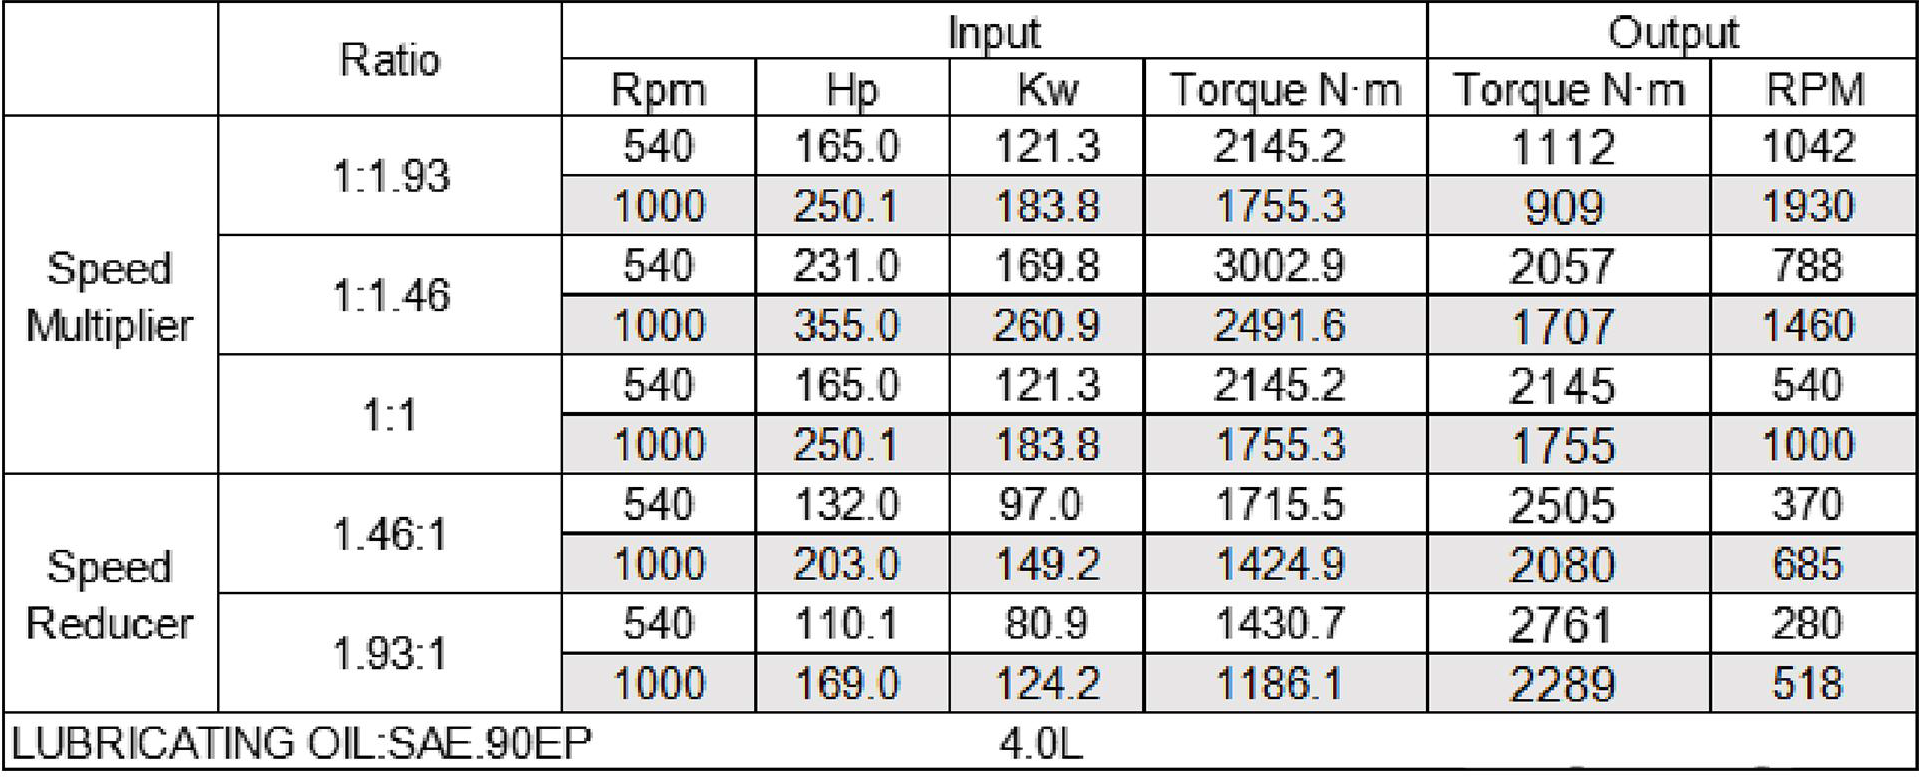 Ratio Input Output
Rpm Hp Kw Torque N·m Torque N·m RPM
Speed Multiplier 1:1.93 540 165.0 121.3 2145.2 1112 1042
1000 250.1 183.8 1755.3 909 1930
1:1.46 540 231.0 169.8 3002.9 2057 788
1000 355.0 260.9 2491.6 1707 1460
1:1 540 165.0 121.3 2145.2 2145 540
1000 250.1 183.8 1755.3 1755 1000
Speed Reducer 1.46:1 540 132.0 97.0 1715.5 2505 370
1000 203.0 149.2 1424.9 2080 685
1.93:1 540 110.1 80.9 1430.7 2761 280
1000 169.0 124.2 1186.1 2289 518
LUBRICATING OIL:SAE.90EP 4.0L